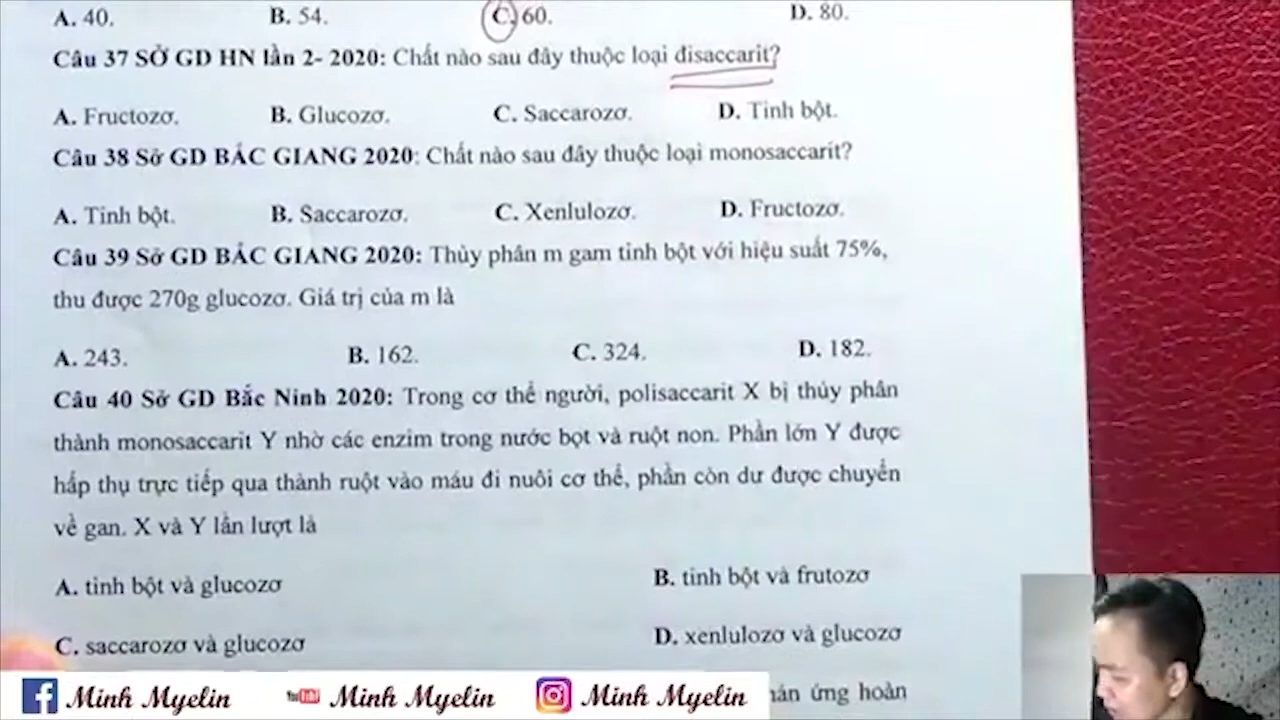 A. 40. B. 54. C. 60. D. 80.
Câu 37 SỞ GD HN lần 2- 2020: Chất nào sau đây thuộc loại đisaccarit?
A. Fructozơ. B. Glucozơ. C. Saccarozơ. D. Tinh bột.
Câu 38 Sở GD BẮC GIANG 2020: Chất nào sau đây thuộc loại monosaccarit?
A. Tinh bột. B. Saccarozơ. C. Xenlulozơ. D. Fructozơ.
Câu 39 Sở GD BẮC GIANG 2020: Thủy phân m gam tinh bột với hiệu suất 75%,
thu được 270g glucozơ. Giá trị của m là
A. 243. B. 162. C. 324. D. 182.
Câu 40 Sở GD Bắc Ninh 2020: Trong cơ thể người, polisaccarit X bị thủy phân
thành monosaccarit Y nhờ các enzim trong nước bọt và ruột non. Phần lớn Y được
hấp thụ trực tiếp qua thành ruột vào máu đi nuôi cơ thể, phần còn dư được chuyển
về gan. X và Y lần lượt là
A. tinh bột và glucozơ B. tinh bột và frutozơ
C. saccarozơ và glucozơ D. xenlulozơ và glucozơ
Minh Myelin YouTube Minh Myelin Minh Myelin ứng hoàn